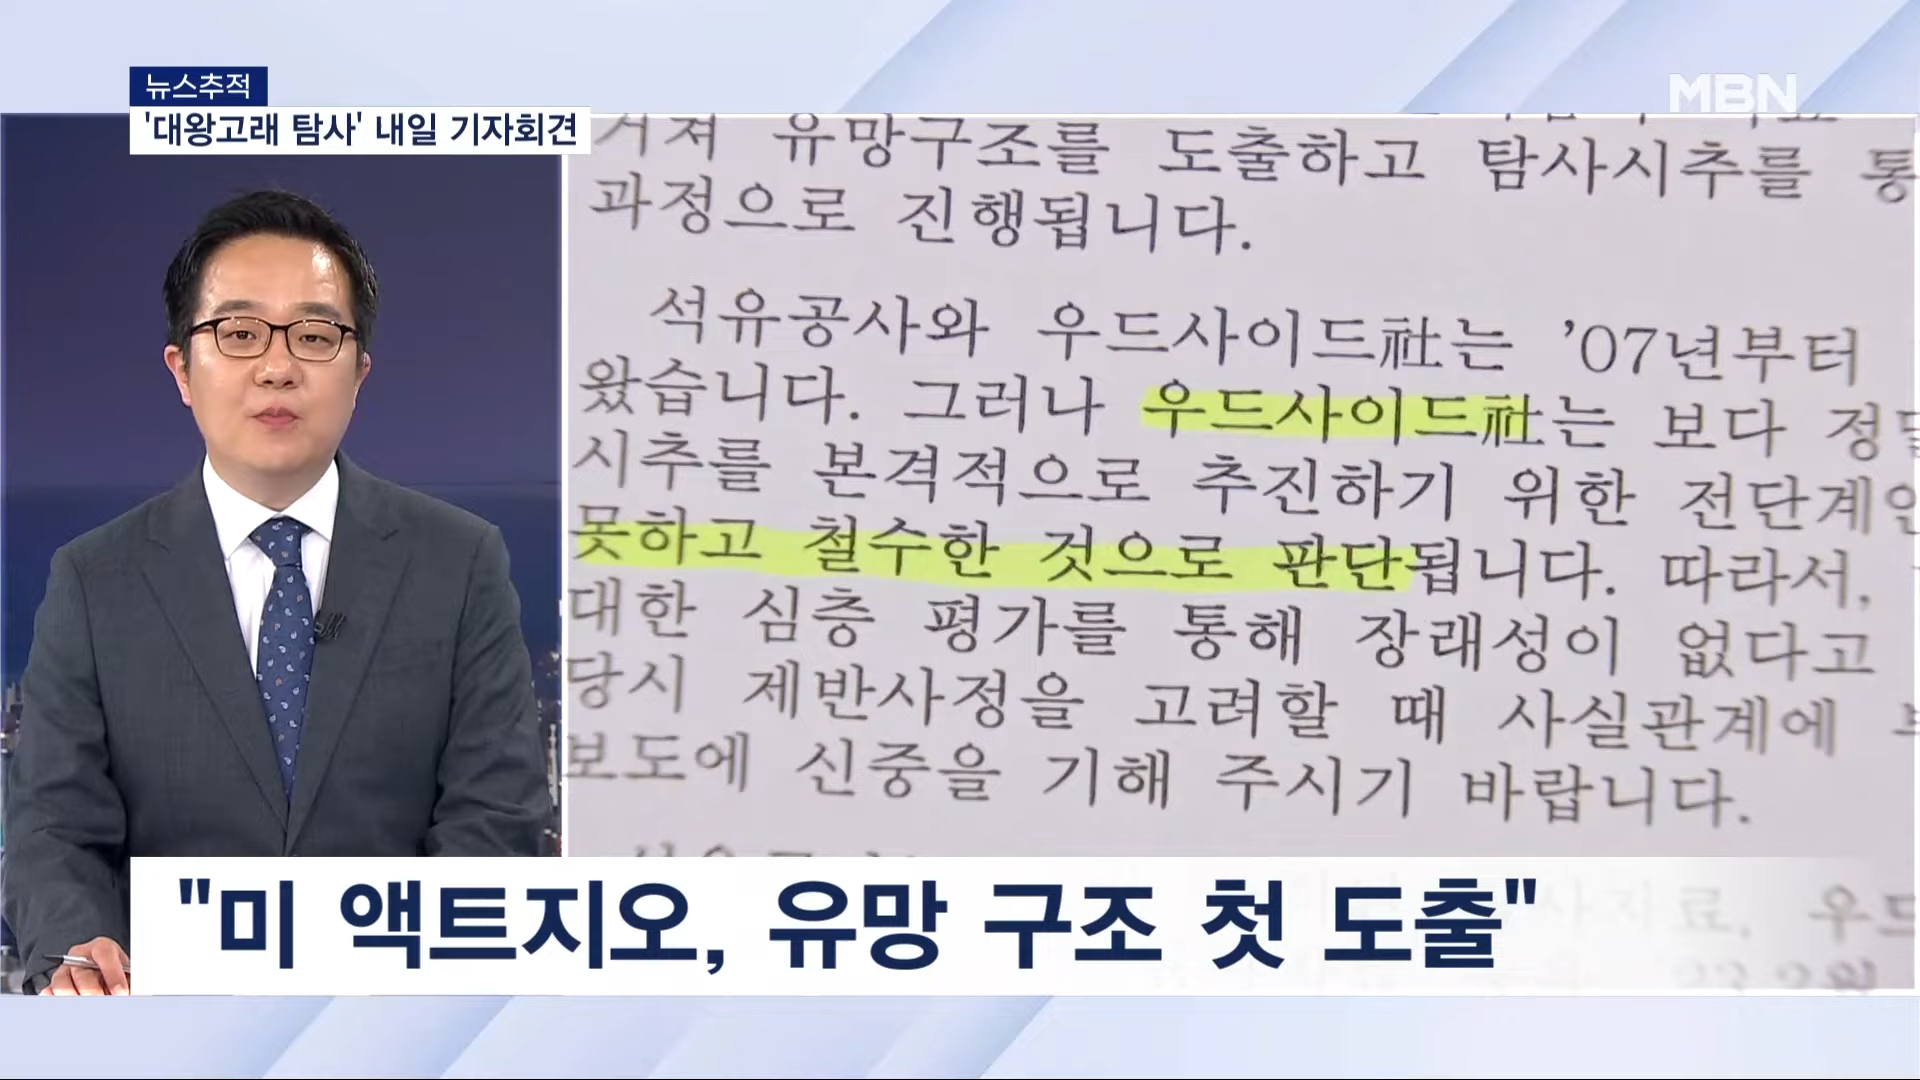 뉴스추적
'대왕고래 탐사' 내일 기자회견
MBN
유망구조를 도출하고 탐사시추를 통
과정으로 진행됩니다.
석유공사와 우드사이드社는 '07년부터
왔습니다. 그러나 우드사이드社는 보다 정밀
시추를 본격적으로 추진하기 위한 전단계인
못하고 철수한 것으로 판단됩니다. 따라서,
대한 심층 평가를 통해 장래성이 없다고
당시 제반사정을 고려할 때 사실관계에
보도에 신중을 기해 주시기 바랍니다.
"미 액트지오, 유망 구조 첫 도출"